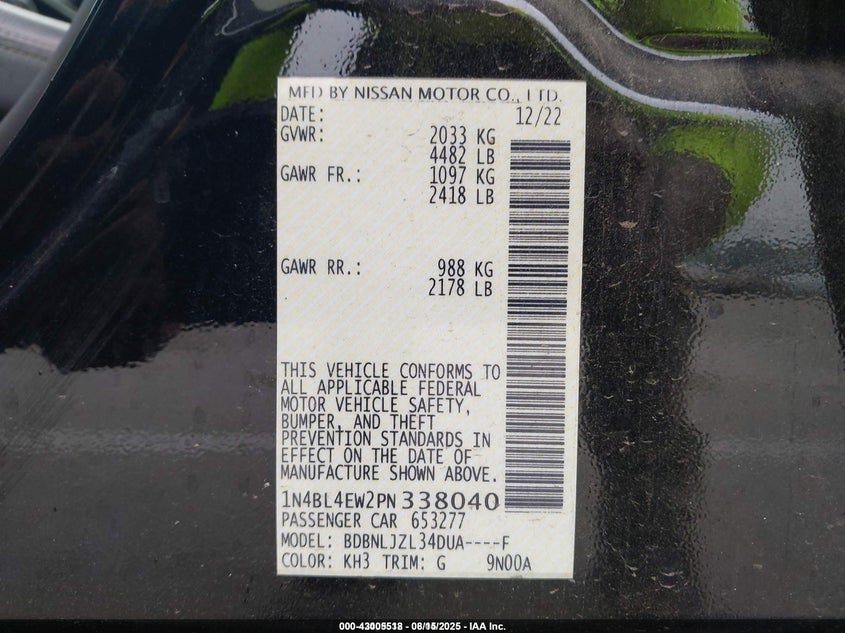 MFD BY NISSAN MOTOR CO., LTD.
DATE: 12/22
GVWR: 2033 KG
4482 LB
GAWR FR.: 1097 KG
2418 LB
GAWR RR.: 988 KG
2178 LB
THIS VEHICLE CONFORMS TO
ALL APPLICABLE FEDERAL
MOTOR VEHICLE SAFETY,
BUMPER, AND THEFT
PREVENTION STANDARDS IN
EFFECT ON THE DATE OF
MANUFACTURE SHOWN ABOVE.
1N4BL4EW2PN338040
PASSENGER CAR 653277
MODEL: BDBNLJZL34DUA----F
COLOR: KH3 TRIM: G 9N00A
- IAA Inc.